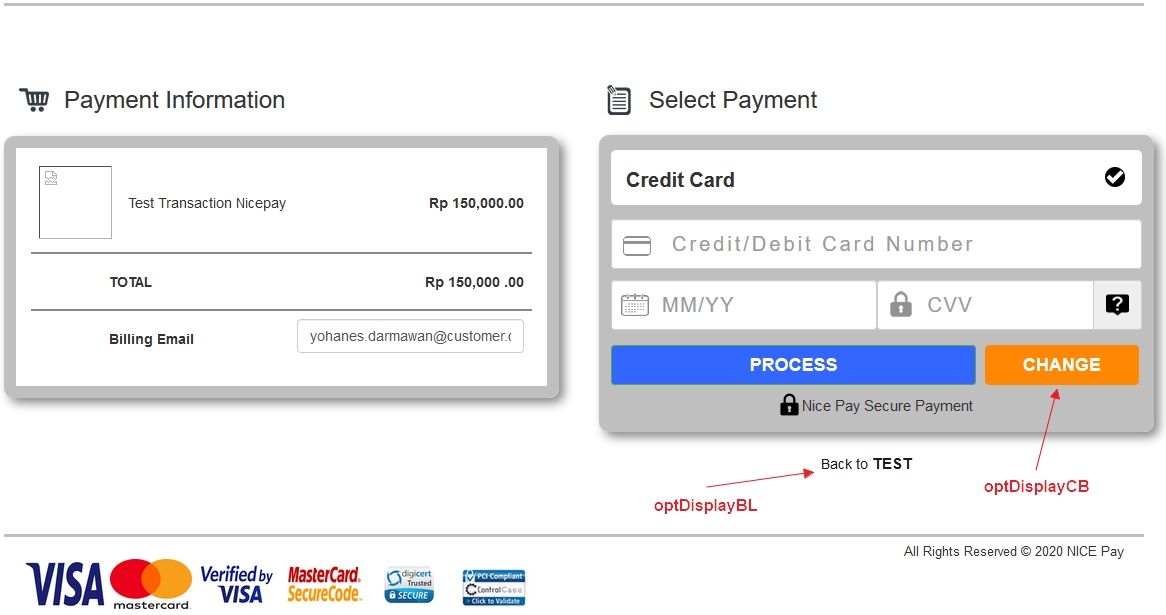 Payment Information
Test Transaction Nicepay Rp 150,000.00
TOTAL Rp 150,000 .00
Billing Email yohanes.darmawan@customer.c
Select Payment
Credit Card
Credit/Debit Card Number
MM/YY CVV ?
PROCESS CHANGE
Nice Pay Secure Payment
Back to TEST
optDisplayCB
optDisplayBL
All Rights Reserved © 2020 NICE Pay
VISA
mastercard.
Verified by
VISA
MasterCard.
SecureCode.
digicert
Trusted
SECURE
PCI Compliant
ControlCase
Click to Validate